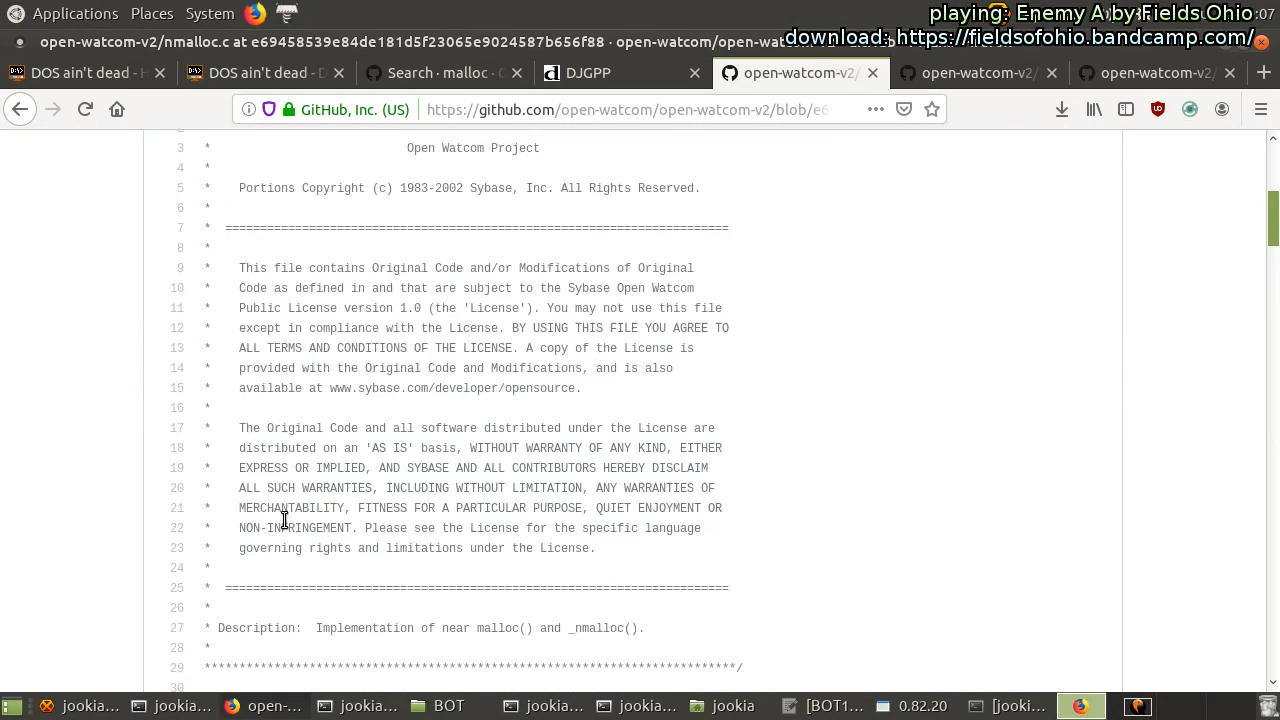 Applications Places System
playing: Enemy A by Fields Ohio
:07
open-watcom-v2/nmalloc.c at e69458539e84de181d5f23065e9024587b656f88 · open-watcom/open-wa
download: https://fieldsofohio.bandcamp.com/
DOS ain't dead - H
DOS ain't dead - D
Search · malloc · 
DJGPP
open-watcom-v2/
open-watcom-v2/
open-watcom-v2/
GitHub, Inc. (US)
https://github.com/open-watcom/open-watcom-v2/blob/e6
2
3 * Open Watcom Project
4 *
5 * Portions Copyright (c) 1983-2002 Sybase, Inc. All Rights Reserved.
6 *
7 * ========================================================================
8 *
9 * This file contains Original Code and/or Modifications of Original
10 * Code as defined in and that are subject to the Sybase Open Watcom
11 * Public License version 1.0 (the 'License'). You may not use this file
12 * except in compliance with the License. BY USING THIS FILE YOU AGREE TO
13 * ALL TERMS AND CONDITIONS OF THE LICENSE. A copy of the License is
14 * provided with the Original Code and Modifications, and is also
15 * available at www.sybase.com/developer/opensource.
16 *
17 * The Original Code and all software distributed under the License are
18 * distributed on an 'AS IS' basis, WITHOUT WARRANTY OF ANY KIND, EITHER
19 * EXPRESS OR IMPLIED, AND SYBASE AND ALL CONTRIBUTORS HEREBY DISCLAIM
20 * ALL SUCH WARRANTIES, INCLUDING WITHOUT LIMITATION, ANY WARRANTIES OF
21 * MERCHANTABILITY, FITNESS FOR A PARTICULAR PURPOSE, QUIET ENJOYMENT OR
22 * NON-INFRINGEMENT. Please see the License for the specific language
23 * governing rights and limitations under the License.
24 *
25 * ========================================================================
26 *
27 * Description: Implementation of near malloc() and _nmalloc().
28 *
29 ****************************************************************************/
30
jookia...
jookia...
open-...
jookia...
BOT
jookia...
jookia...
jookia
[BOT1...
0.82.20
[jooki...